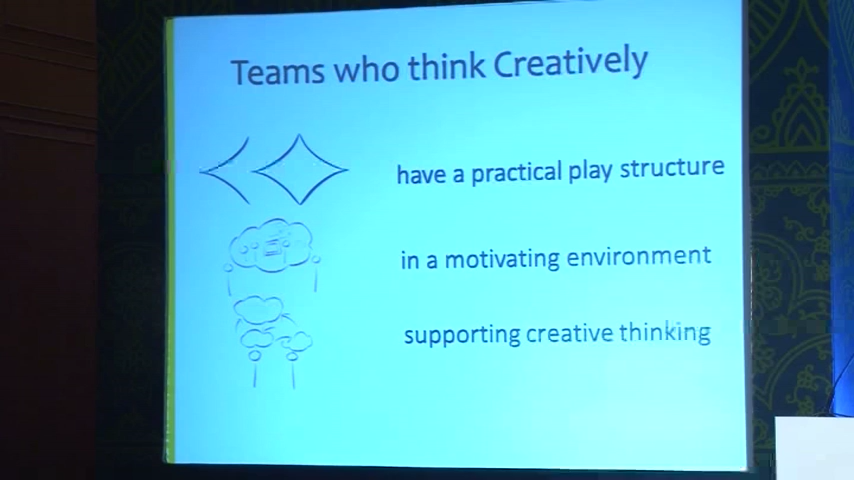 Teams who think Creatively
have a practical play structure
in a motivating environment
supporting creative thinking